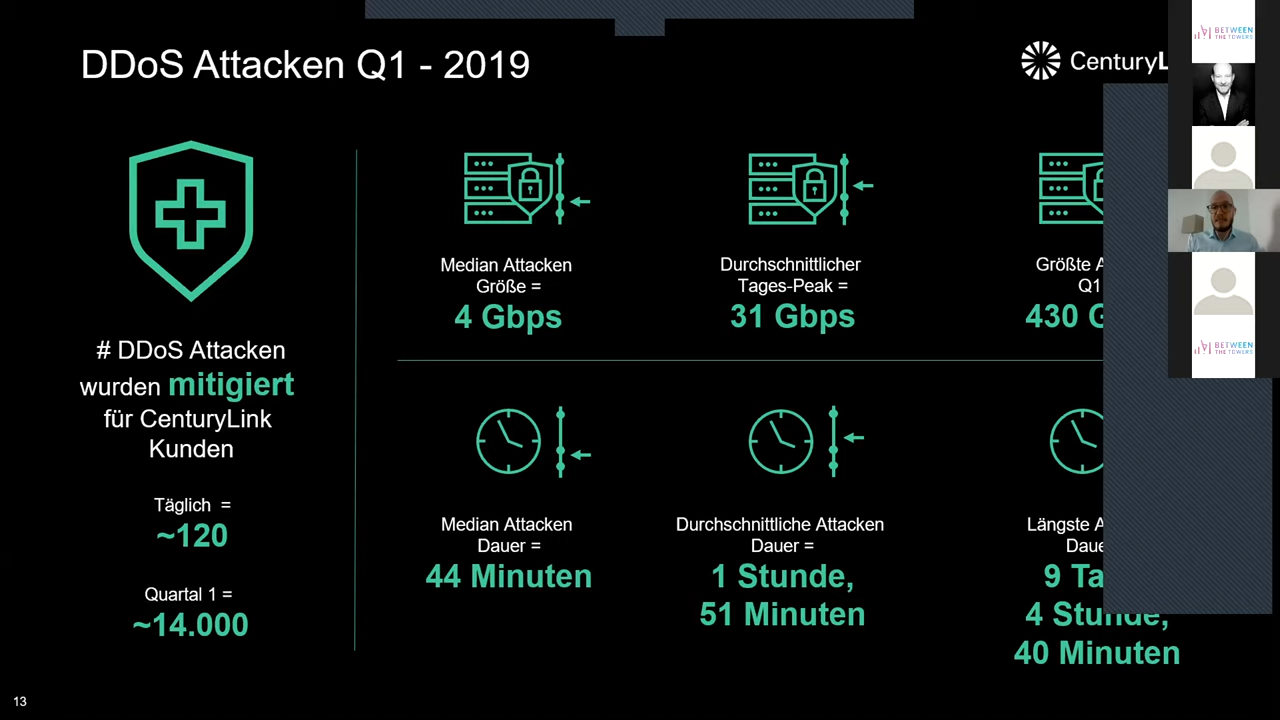 DDoS Attacken Q1 - 2019
CenturyL
# DDoS Attacken
wurden mitigiert
für CenturyLink
Kunden
Täglich =
~120
Quartal 1 =
~14.000
Median Attacken
Größe =
4 Gbps
Durchschnittlicher
Tages-Peak =
31 Gbps
Größte A
Q1
430 G
Median Attacken
Dauer =
44 Minuten
Durchschnittliche Attacken
Dauer =
1 Stunde,
51 Minuten
Längste A
Daue
9 Ta
4 Stunde,
40 Minuten
13
BETWEEN
THE TOWERS
BETWEEN
THE TOWERS